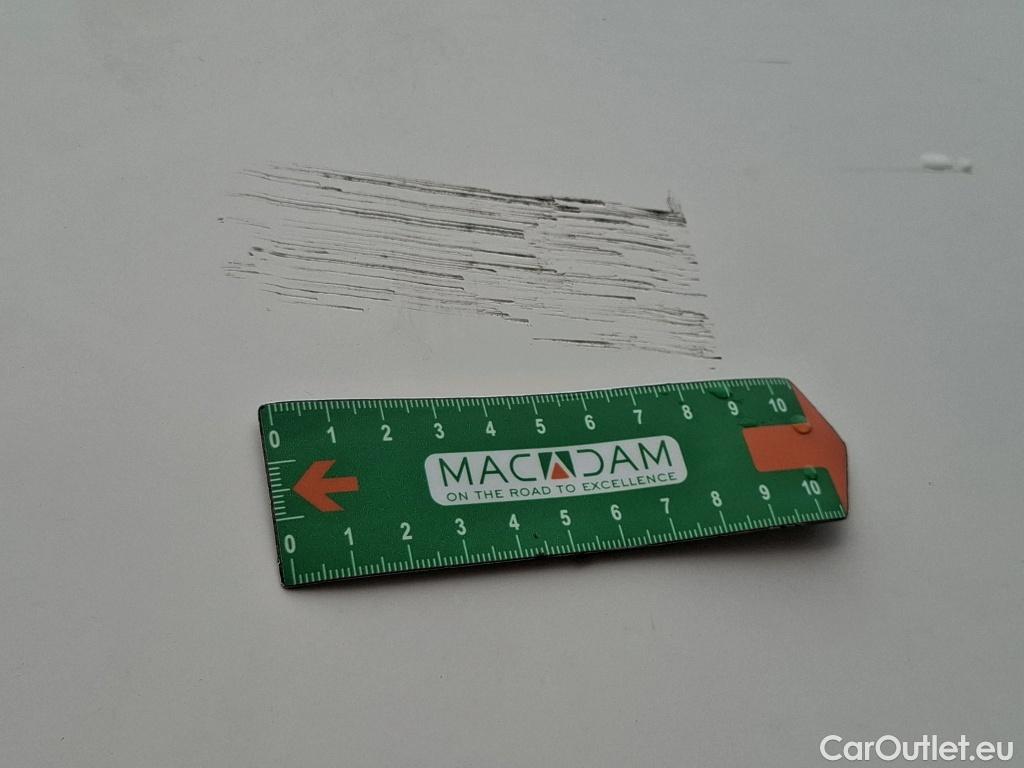 0 1 2 3 4 5 6 7 8 9 10
MACADAM
ON THE ROAD TO EXCELLENCE
0 1 2 3 4 5 6 7 8 9 10
CarOutlet.eu